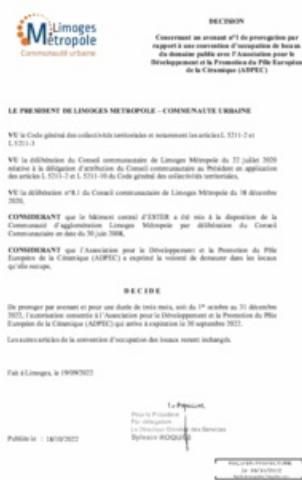 Limoges
Métropole
Communauté urbaine
DECISION
Concernant un avenant n°1 de prorogation par
rapport à une convention d'occupation de locaux
du domaine public avec l'Association pour le
Développement et la Promotion du Pôle Européen
de la Céramique (ADPEC)
LE PRESIDENT DE LIMOGES METROPOLE – COMMUNAUTE URBAINE
VU le Code général des collectivités territoriales et notamment les articles L 5211-2 et
L 5211-3
VU la délibération du Conseil communautaire de Limoges Métropole du 22 juillet 2020
relative à la délégation d'attribution du Conseil communautaire au Président en application
des articles L 5211-2 et L 5211-10 du Code général des collectivités territoriales,
VU la délibération n°8.1 du Conseil communautaire de Limoges Métropole du 18 décembre
2020,
CONSIDERANT que le bâtiment central d'ESTER a été mis à la disposition de la
Communauté d'agglomération Limoges Métropole par délibération du Conseil
Communautaire en date du 30 juin 2008,
CONSIDERANT que l'Association pour le Développement et la Promotion du Pôle
Européen de la Céramique (ADPEC) a exprimé la volonté de demeurer dans les locaux
qu'elle occupe,
DECIDE
De proroger par avenant et pour une durée de trois mois, soit du 1er octobre au 31 décembre
2022, l'autorisation consentie à l'Association pour le Développement et la Promotion du Pôle
Européen de la Céramique (ADPEC) qui arrive à expiration le 30 septembre 2022.
Les autres articles de la convention d'occupation des locaux restent inchangés.
Fait à Limoges, le 19/09/2022
Le Président,
Pour le Président
Par délégation
Le Directeur Général des Services
Sylvain ROQUES
Publiée le : 18/10/2022